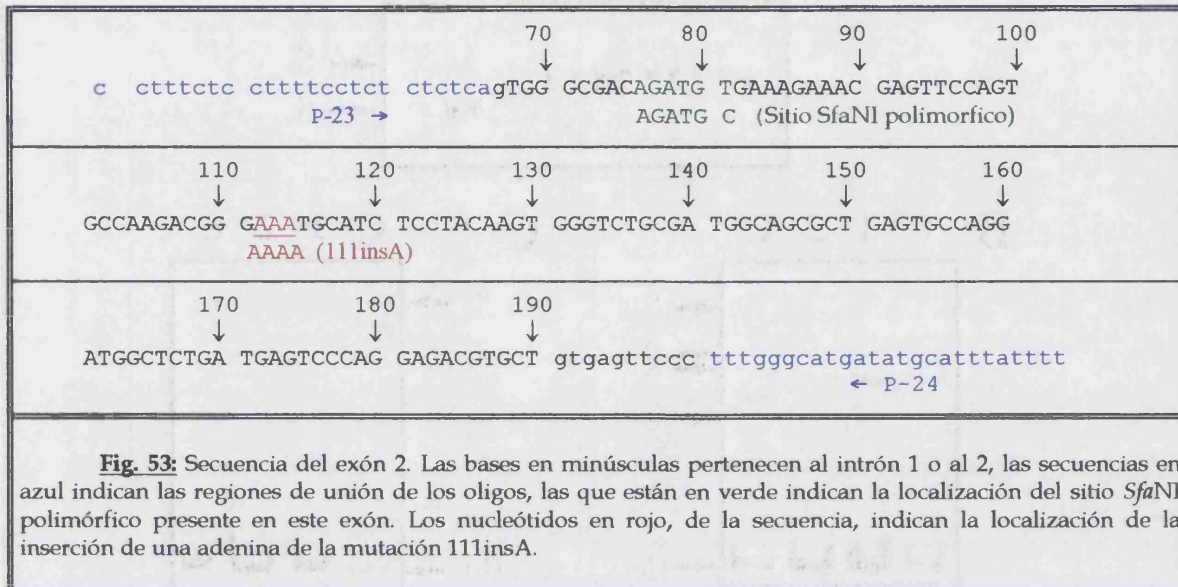 70 80 90 100
↓ ↓ ↓ ↓
c ctttctc cttttcctct ctctcagTGG GCGACAGATG TGAAAGAAAC GAGTTCCAGT
P-23 → AGATG C (Sitio SfaNI polimorfico)
110 120 130 140 150 160
↓ ↓ ↓ ↓ ↓ ↓
GCCAAGACGG GAAATGCATC TCCTACAAGT GGGTCTGCGA TGGCAGCGCT GAGTGCCAGG
AAAA (111insA)
170 180 190
↓ ↓ ↓
ATGGCTCTGA TGAGTCCCAG GAGACGTGCT gtgagttccc tttgggcatgatatgcatttatttt
← P-24
Fig. 53: Secuencia del exón 2. Las bases en minúsculas pertenecen al intrón 1 o al 2, las secuencias en
azul indican las regiones de unión de los oligos, las que están en verde indican la localización del sitio SfaNI
polimórfico presente en este exón. Los nucleótidos en rojo, de la secuencia, indican la localización de la
inserción de una adenina de la mutación 111insA.